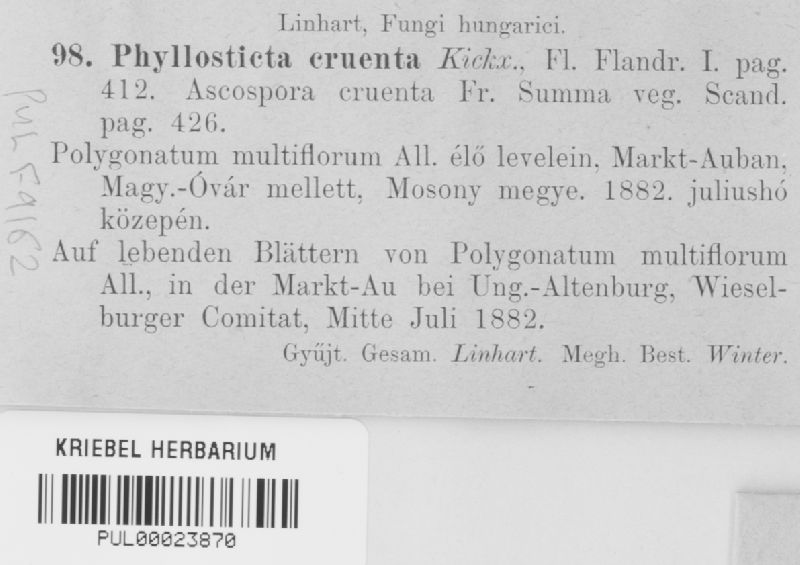 Linhart, Fungi hungarici.
98. Phyllosticta cruenta Kickx., Fl. Flandr. I. pag.
412. Ascospora cruenta Fr. Summa veg. Scand.
pag. 426.
Polygonatum multiflorum All. élő levelein, Markt-Auban,
Magy.-Óvár mellett, Mosony megye. 1882. juliushó
közepén.
Auf lebenden Blättern von Polygonatum multiflorum
All., in der Markt-Au bei Ung.-Altenburg, Wiesel-
burger Comitat, Mitte Juli 1882.
Gyűjt. Gesam. Linhart. Megh. Best. Winter.
PUL F9162
KRIEBEL HERBARIUM
PUL00023870